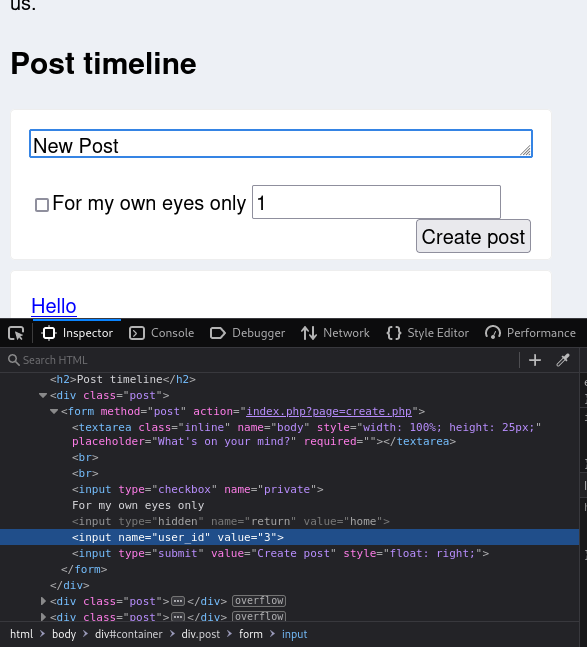 us.
Post timeline
New Post
For my own eyes only 1
Create post
Hello
Inspector Console Debugger Network Style Editor Performance
Search HTML
<h2>Post timeline</h2>
<div class="post">
<form method="post" action="index.php?page=create.php">
<textarea class="inline" name="body" style="width: 100%; height: 25px;"
placeholder="What's on your mind?" required=""></textarea>
<br>
<br>
<input type="checkbox" name="private">
For my own eyes only
<input type="hidden" name="return" value="home">
<input name="user_id" value="3">
<input type="submit" value="Create post" style="float: right;">
</form>
</div>
<div class="post"> ••• </div> overflow
<div class="post"> ••• </div> overflow
html > body > div#container > div.post > form > input